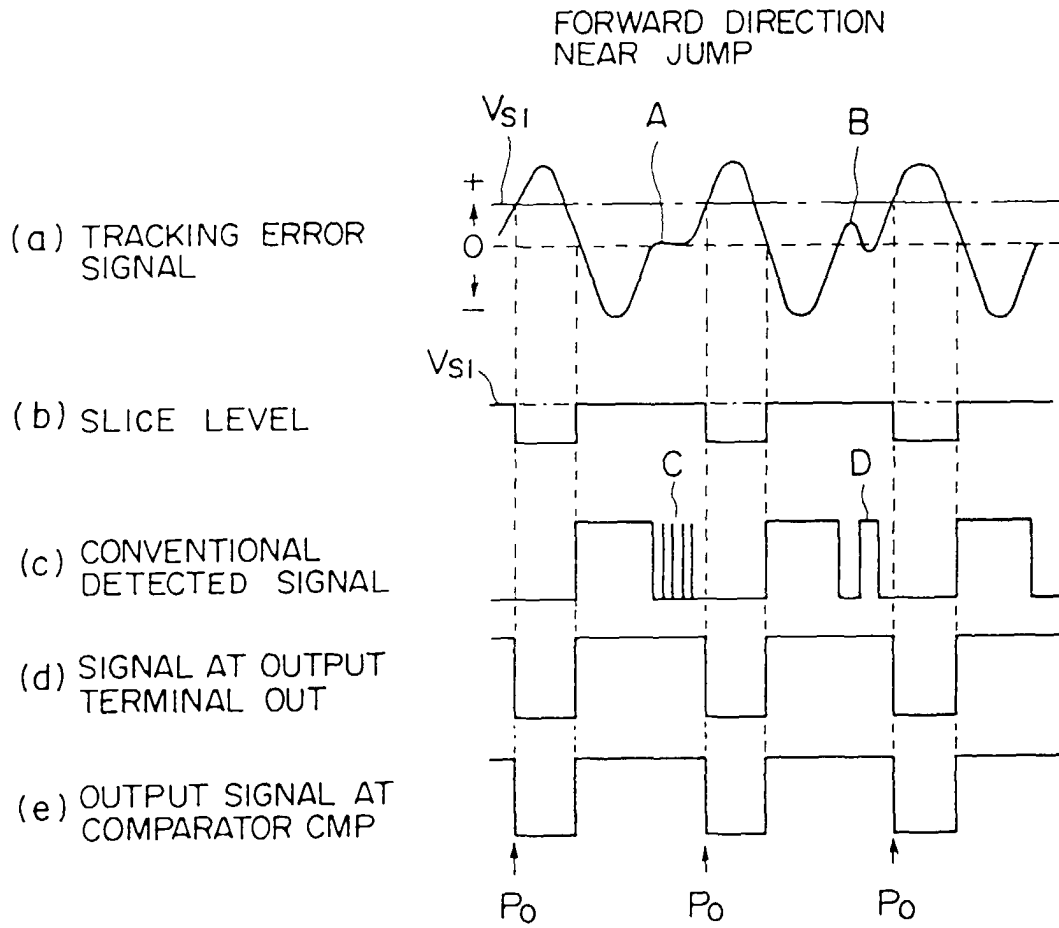 FORWARD DIRECTION
NEAR JUMP
VS1
A
B
+
0
−
(a) TRACKING ERROR
SIGNAL
VS1
(b) SLICE LEVEL
C
D
(c) CONVENTIONAL
DETECTED SIGNAL
(d) SIGNAL AT OUTPUT
TERMINAL OUT
(e) OUTPUT SIGNAL AT
COMPARATOR CMP
P0 P0 P0